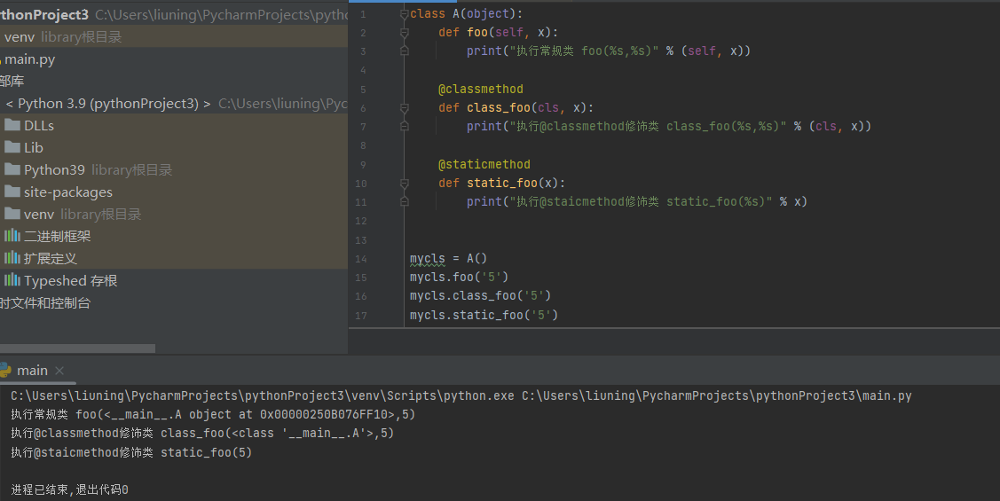 thonProject3 C:\Users\liuning\PycharmProjects\pytho
venv library根目录
main.py
部库
< Python 3.9 (pythonProject3) > C:\Users\liuning\Pyc
DLLs
Lib
Python39 library根目录
site-packages
venv library根目录
二进制框架
扩展定义
Typeshed 存根
时文件和控制台
1 class A(object):
2 def foo(self, x):
3 print("执行常规类 foo(%s,%s)" % (self, x))
4
5 @classmethod
6 def class_foo(cls, x):
7 print("执行@classmethod修饰类 class_foo(%s,%s)" % (cls, x))
8
9 @staticmethod
10 def static_foo(x):
11 print("执行@staicmethod修饰类 static_foo(%s)" % x)
12
13
14 mycls = A()
15 mycls.foo('5')
16 mycls.class_foo('5')
17 mycls.static_foo('5')
main
C:\Users\liuning\PycharmProjects\pythonProject3\venv\Scripts\python.exe C:\Users\liuning\PycharmProjects\pythonProject3\main.py
执行常规类 foo(<__main__.A object at 0x00000250B076FF10>,5)
执行@classmethod修饰类 class_foo(<class '__main__.A'>,5)
执行@staicmethod修饰类 static_foo(5)
进程已结束,退出代码0